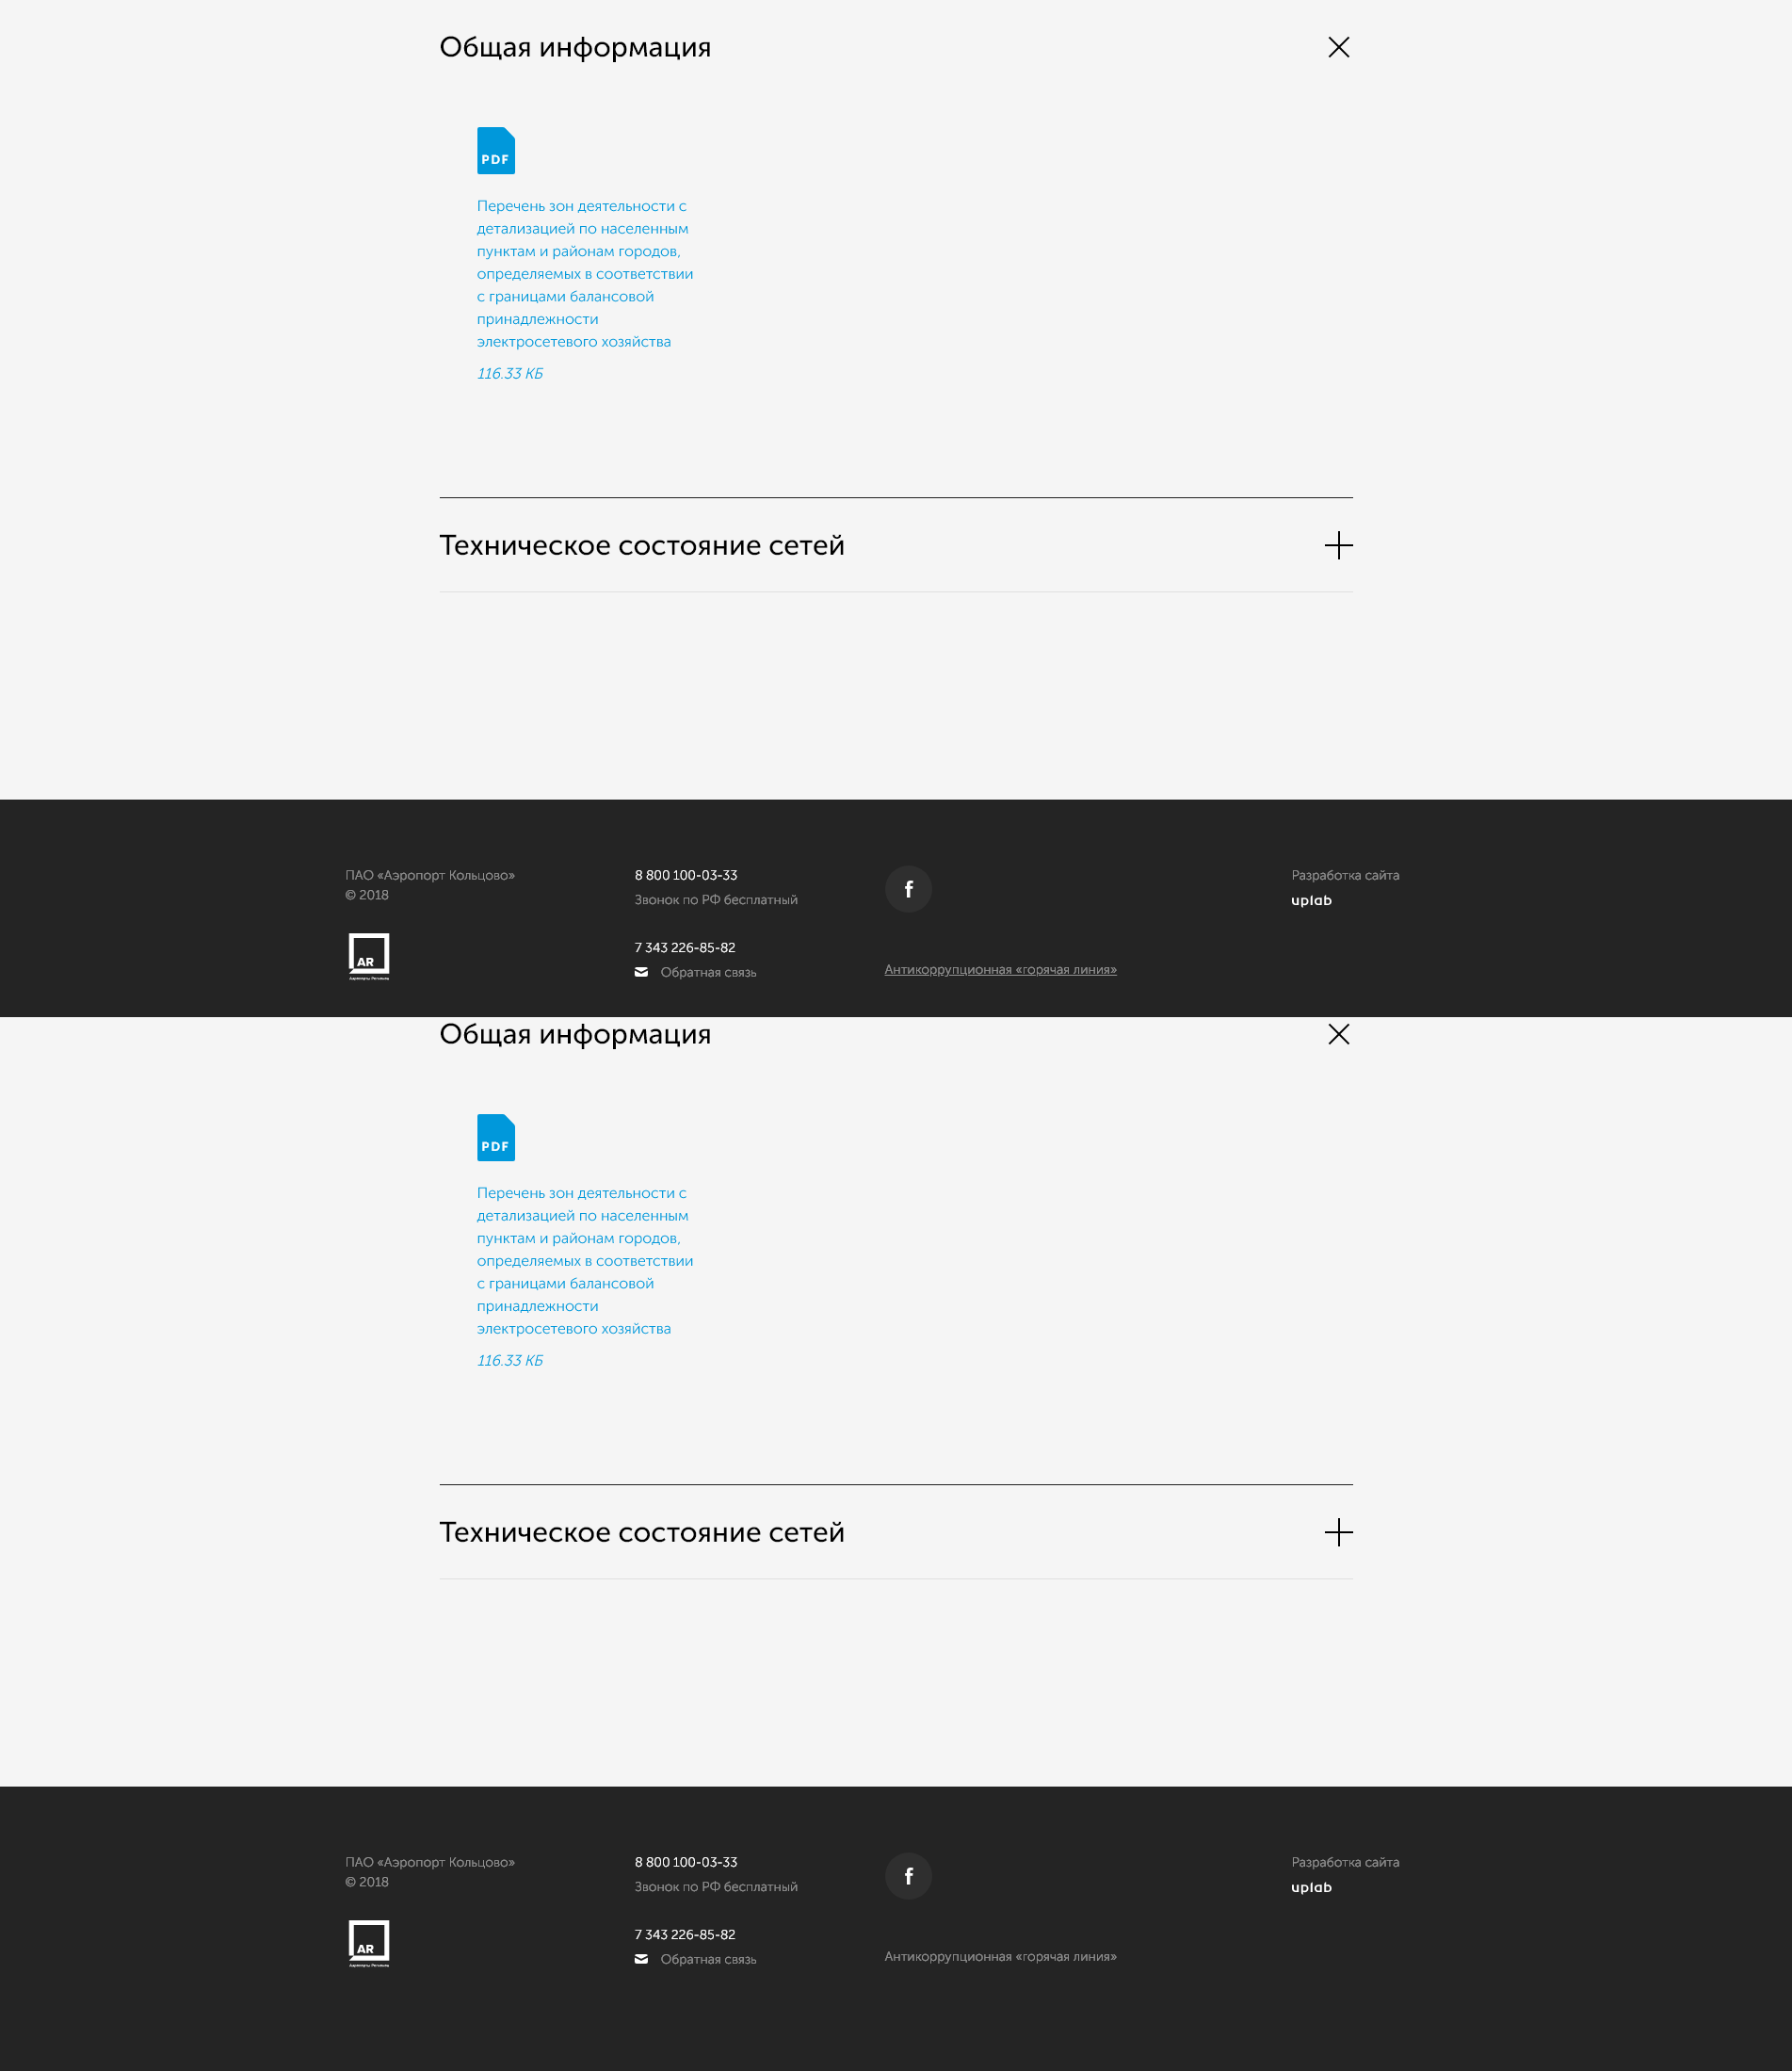 Общая информация
PDF
Перечень зон деятельности с
детализацией по населенным
пунктам и районам городов,
определяемых в соответствии
с границами балансовой
принадлежности
электросетевого хозяйства
116.33 КБ
Техническое состояние сетей
ПАО «Аэропорт Кольцово»
© 2018
AR
Аэропорты Регионов
8 800 100-03-33
Звонок по РФ бесплатный
7 343 226-85-82
Обратная связь
f
Антикоррупционная «горячая линия»
Разработка сайта
uplab
Общая информация
PDF
Перечень зон деятельности с
детализацией по населенным
пунктам и районам городов,
определяемых в соответствии
с границами балансовой
принадлежности
электросетевого хозяйства
116.33 КБ
Техническое состояние сетей
ПАО «Аэропорт Кольцово»
© 2018
AR
Аэропорты Регионов
8 800 100-03-33
Звонок по РФ бесплатный
7 343 226-85-82
Обратная связь
f
Антикоррупционная «горячая линия»
Разработка сайта
uplab